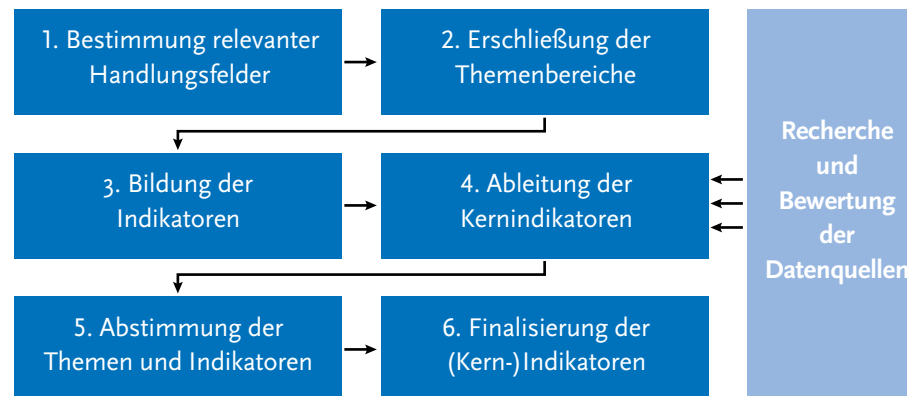 1. Bestimmung relevanter
Handlungsfelder
2. Erschließung der
Themenbereiche
3. Bildung der
Indikatoren
4. Ableitung der
Kernindikatoren
5. Abstimmung der
Themen und Indikatoren
6. Finalisierung der
(Kern-)Indikatoren
Recherche
und
Bewertung
der
Datenquellen